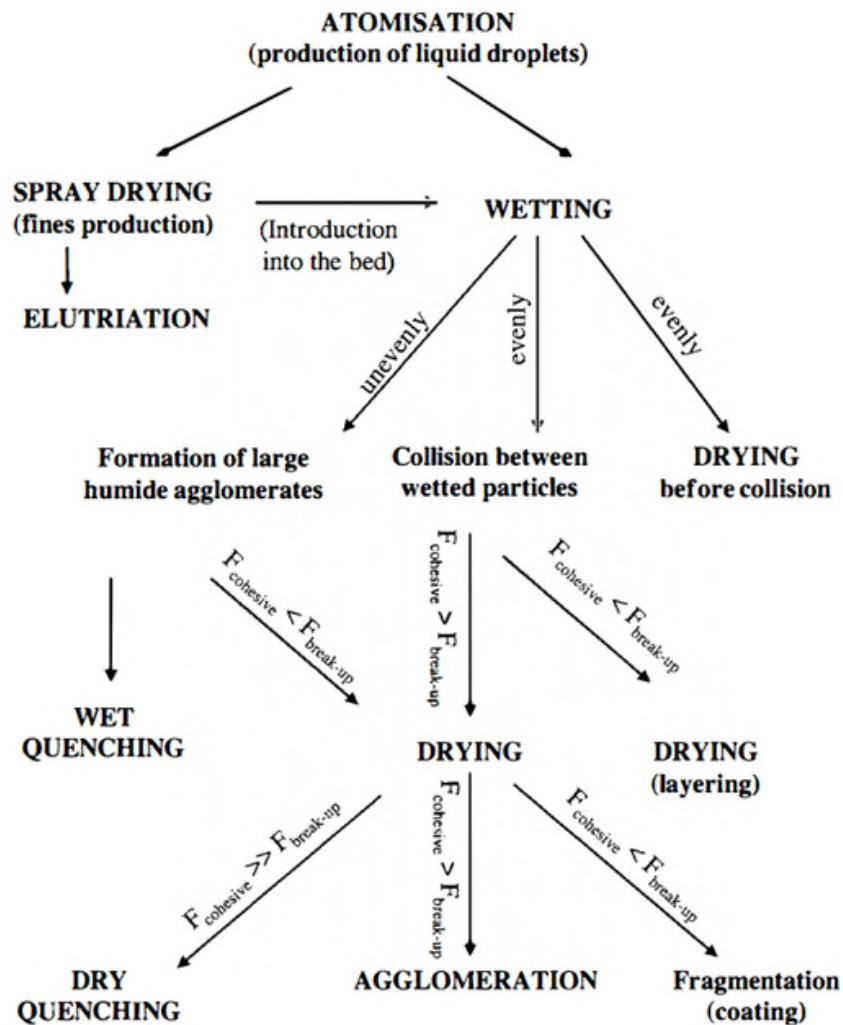 ATOMISATION
(production of liquid droplets)
SPRAY DRYING
(fines production)
(Introduction
into the bed)
WETTING
ELUTRIATION
unevenly
evenly
evenly
Formation of large
humide agglomerates
Collision between
wetted particles
DRYING
before collision
F cohesive < F break-up
F cohesive > F break-up
F cohesive < F break-up
WET
QUENCHING
DRYING
DRYING
(layering)
F cohesive >> F break-up
F cohesive > F break-up
F cohesive < F break-up
DRY
QUENCHING
AGGLOMERATION
Fragmentation
(coating)